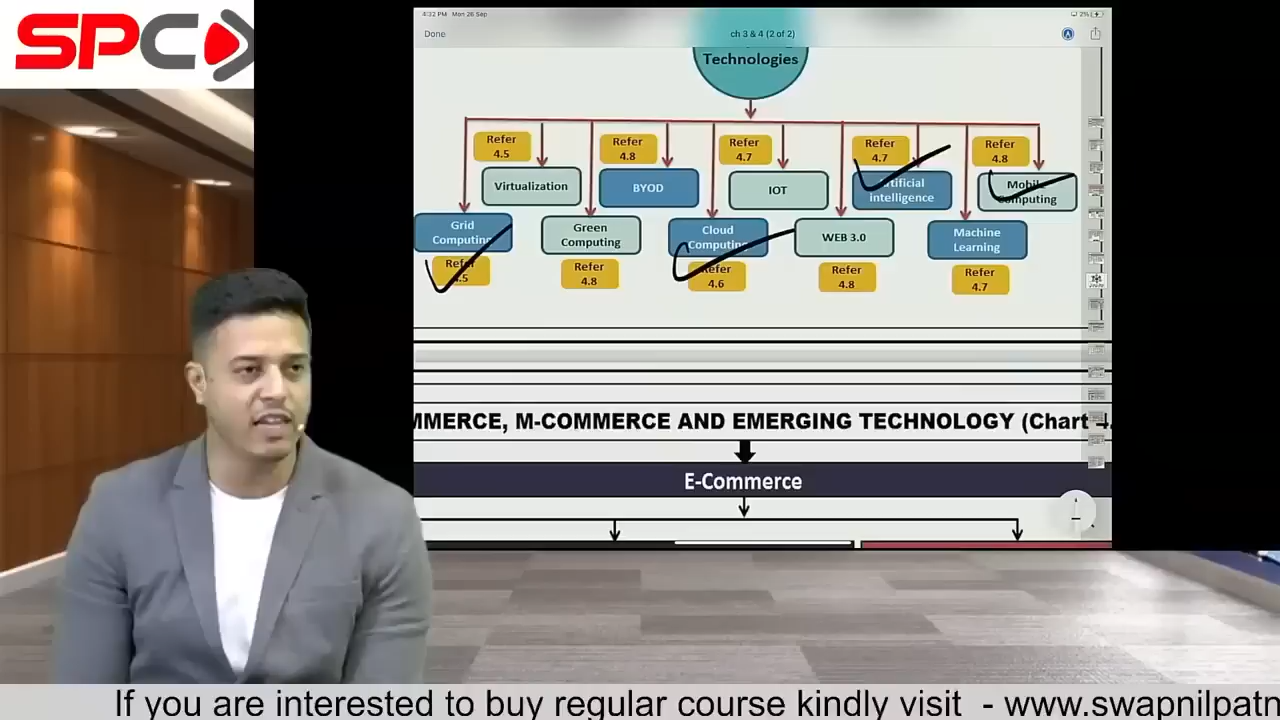 SPC
4:32 PM Mon 26 Sep
2%
Done
ch 3 & 4 (2 of 2)
Technologies
Refer
4.5
Refer
4.8
Refer
4.7
Refer
4.7
Refer
4.8
Virtualization
BYOD
IOT
Artificial
intelligence
Mobile
Computing
Grid
Computing
Green
Computing
Cloud
Computing
WEB 3.0
Machine
Learning
Refer
4.5
Refer
4.8
Refer
4.6
Refer
4.8
Refer
4.7
MMERCE, M-COMMERCE AND EMERGING TECHNOLOGY (Chart 4.
E-Commerce
If you are interested to buy regular course kindly visit - www.swapnilpatn